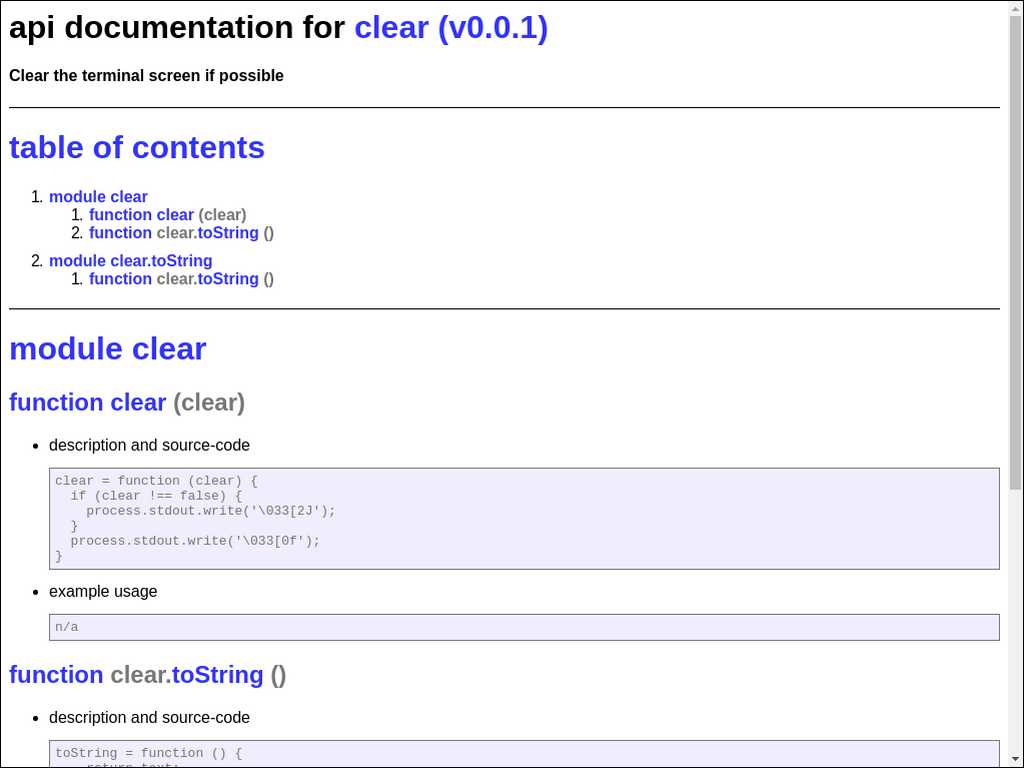 api documentation for clear (v0.0.1)
Clear the terminal screen if possible
table of contents
1. module clear
1. function clear (clear)
2. function clear.toString ()
2. module clear.toString
1. function clear.toString ()
module clear
function clear (clear)
• description and source-code
clear = function (clear) {
  if (clear !== false) {
    process.stdout.write('\033[2J');
  }
  process.stdout.write('\033[0f');
}
• example usage
n/a
function clear.toString ()
• description and source-code
toString = function () {
    return text;